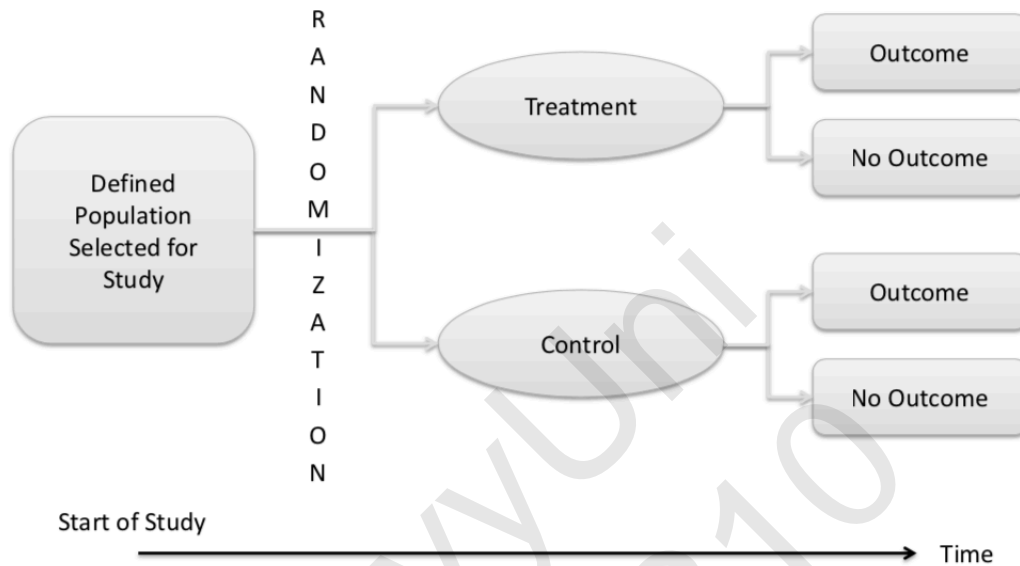 Defined
Population
Selected for
Study
R
A
N
D
O
M
I
Z
A
T
I
O
N
Treatment
Outcome
No Outcome
Control
Outcome
No Outcome
Start of Study
Time